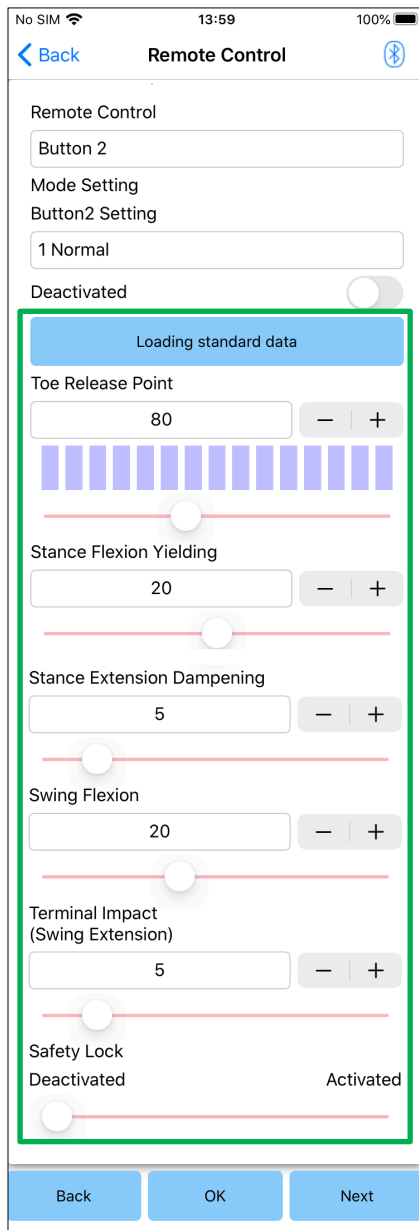 No SIM 13:59 100%
Back Remote Control
Remote Control
Button 2
Mode Setting
Button2 Setting
1 Normal
Deactivated
Loading standard data
Toe Release Point
80 − +
Stance Flexion Yielding
20 − +
Stance Extension Dampening
5 − +
Swing Flexion
20 − +
Terminal Impact
(Swing Extension)
5 − +
Safety Lock
Deactivated Activated
Back OK Next